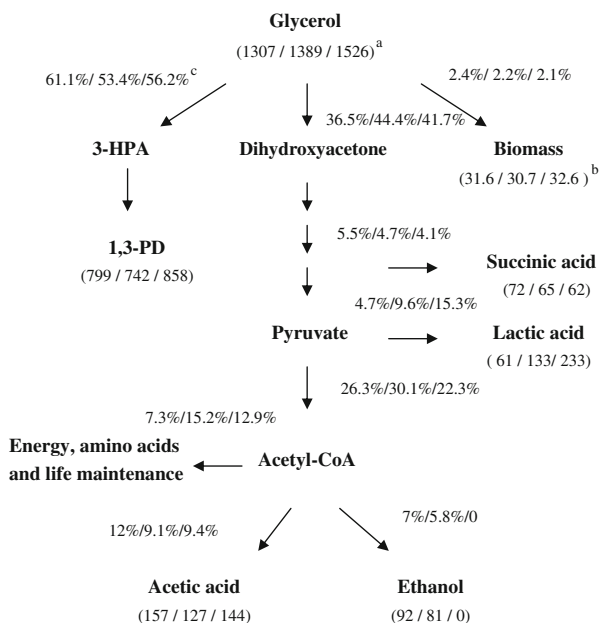 Glycerol
(1307 / 1389 / 1526) a
61.1%/ 53.4%/56.2% c
2.4%/ 2.2%/ 2.1%
36.5%/44.4%/41.7%
3-HPA
Dihydroxyacetone
Biomass
(31.6 / 30.7 / 32.6 ) b
1,3-PD
(799 / 742 / 858)
5.5%/4.7%/4.1%
Succinic acid
(72 / 65 / 62)
4.7%/9.6%/15.3%
Pyruvate
Lactic acid
( 61 / 133/ 233)
26.3%/30.1%/22.3%
7.3%/15.2%/12.9%
Energy, amino acids
and life maintenance
Acetyl-CoA
12%/9.1%/9.4%
7%/5.8%/0
Acetic acid
(157 / 127 / 144)
Ethanol
(92 / 81 / 0)